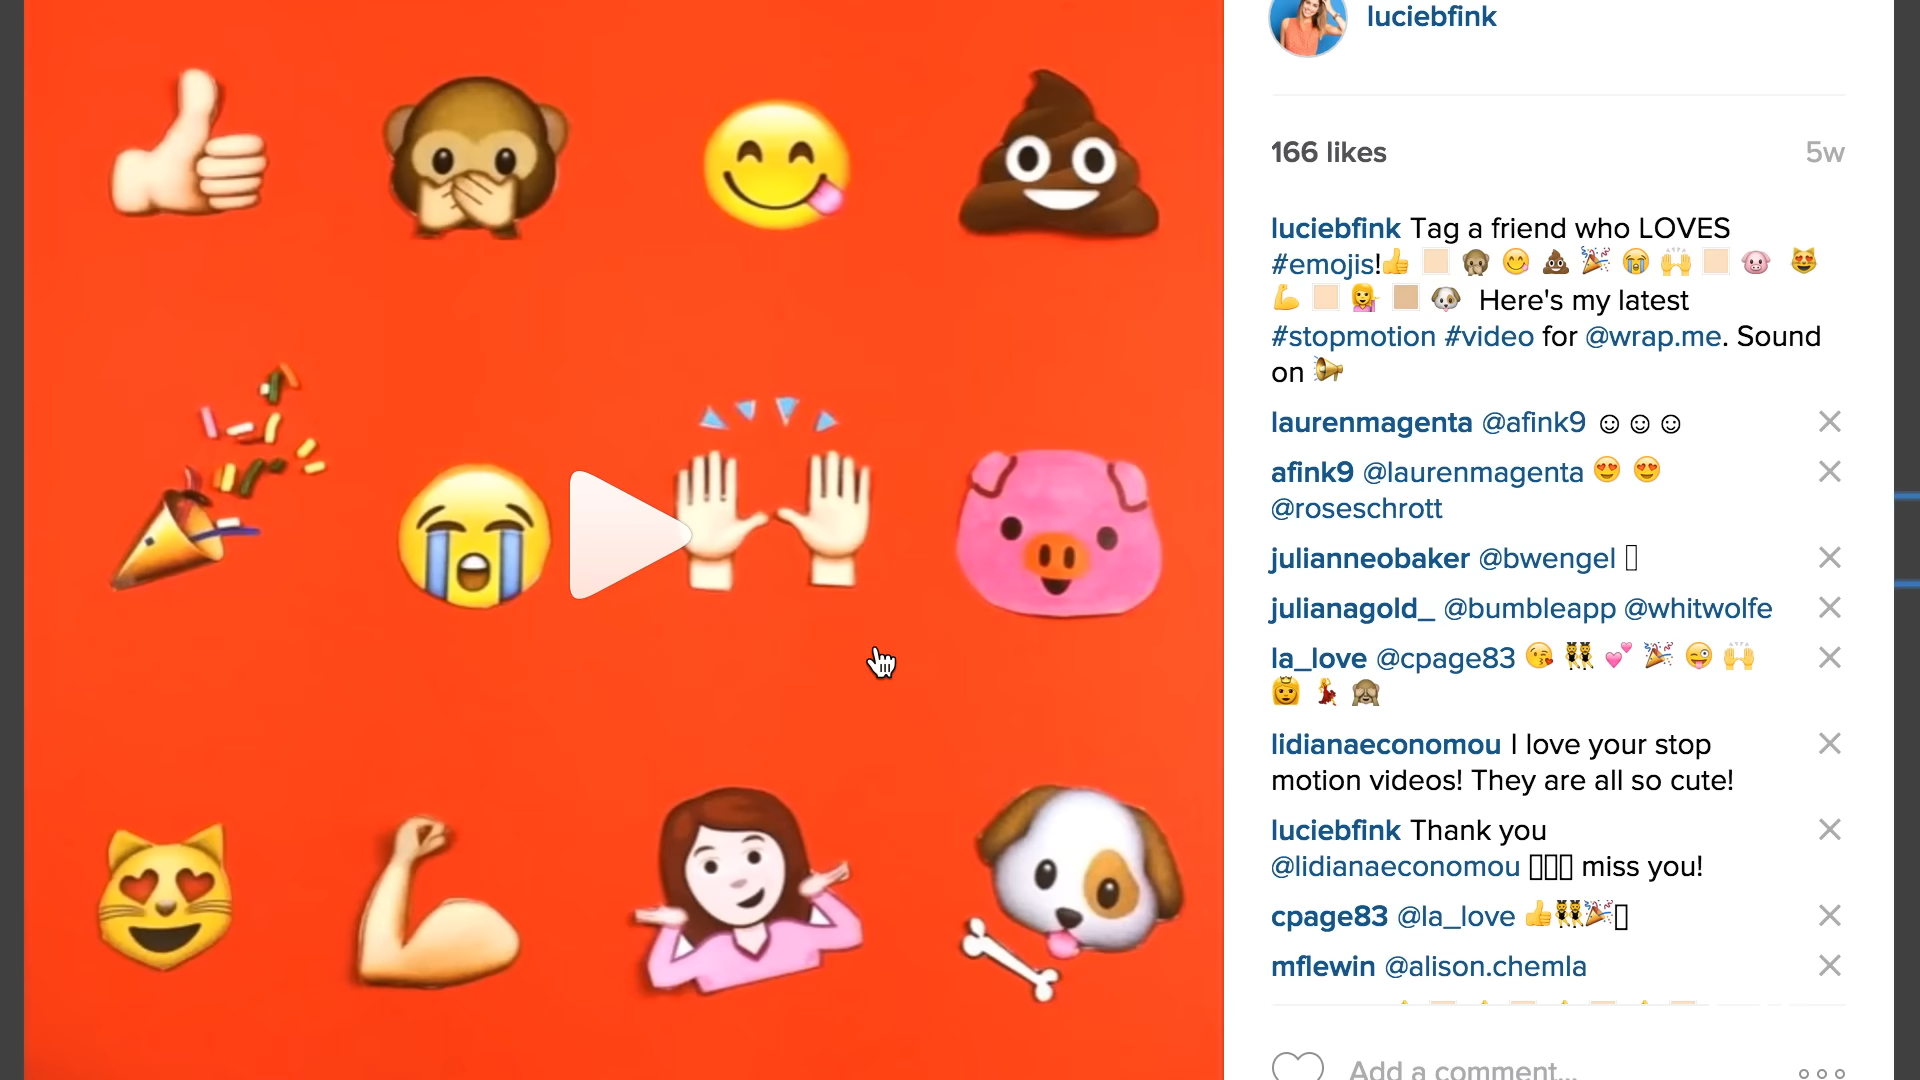 luciebfink
166 likes 5w
luciebfink Tag a friend who LOVES
#emojis!👍🏻🙊😋💩🎉😭🙌🏻🐷😻
💪🏻💁🏽🐶 Here's my latest
#stopmotion #video for @wrap.me. Sound
on 📢
laurenmagenta @afink9 ☺☺☺
afink9 @laurenmagenta 😍😍
@roseschrott
julianneobaker @bwengel
julianagold_ @bumbleapp @whitwolfe
la_love @cpage83 😘👯💕🎉😜🙌
👸💃🙈
lidianaeconomou I love your stop
motion videos! They are all so cute!
luciebfink Thank you
@lidianaeconomou miss you!
cpage83 @la_love 👍👯🎉
mflewin @alison.chemla
Add a comment...